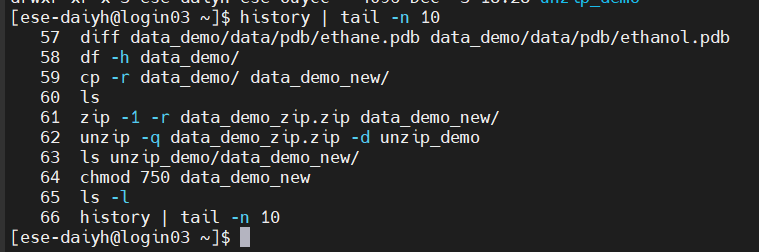 [ese-daiyh@login03 ~]$ history | tail -n 10
57 diff data_demo/data/pdb/ethane.pdb data_demo/data/pdb/ethanol.pdb
58 df -h data_demo/
59 cp -r data_demo/ data_demo_new/
60 ls
61 zip -1 -r data_demo_zip.zip data_demo_new/
62 unzip -q data_demo_zip.zip -d unzip_demo
63 ls unzip_demo/data_demo_new/
64 chmod 750 data_demo_new
65 ls -l
66 history | tail -n 10
[ese-daiyh@login03 ~]$